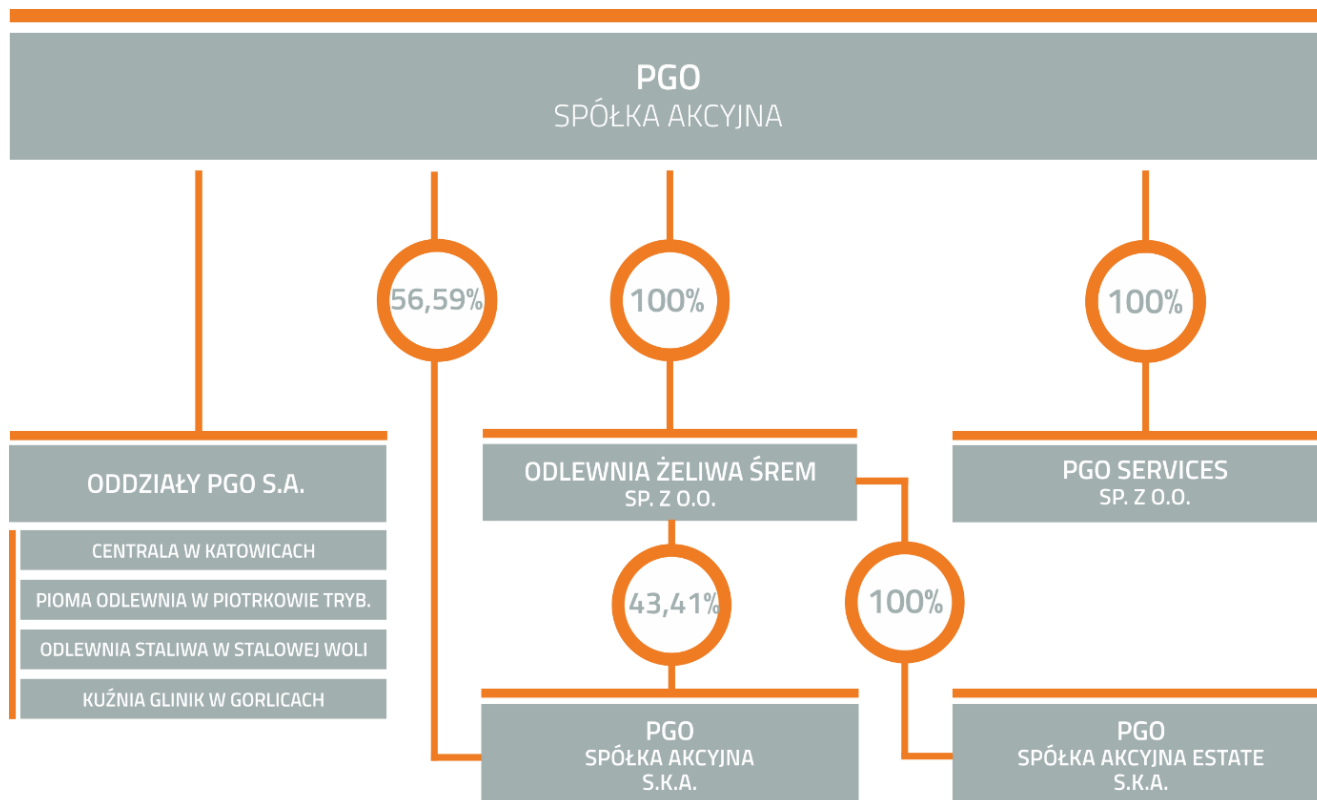 PGO
SPÓŁKA AKCYJNA
56,59%
100%
100%
ODDZIAŁY PGO S.A.
CENTRALA W KATOWICACH
PIOMA ODLEWNIA W PIOTRKOWIE TRYB.
ODLEWNIA STALIWA W STALOWEJ WOLI
KUŹNIA GLINIK W GORLICACH
ODLEWNIA ŻELIWA ŚREM
SP. Z O.O.
PGO SERVICES
SP. Z O.O.
43,41%
100%
PGO
SPÓŁKA AKCYJNA
S.K.A.
PGO
SPÓŁKA AKCYJNA ESTATE
S.K.A.